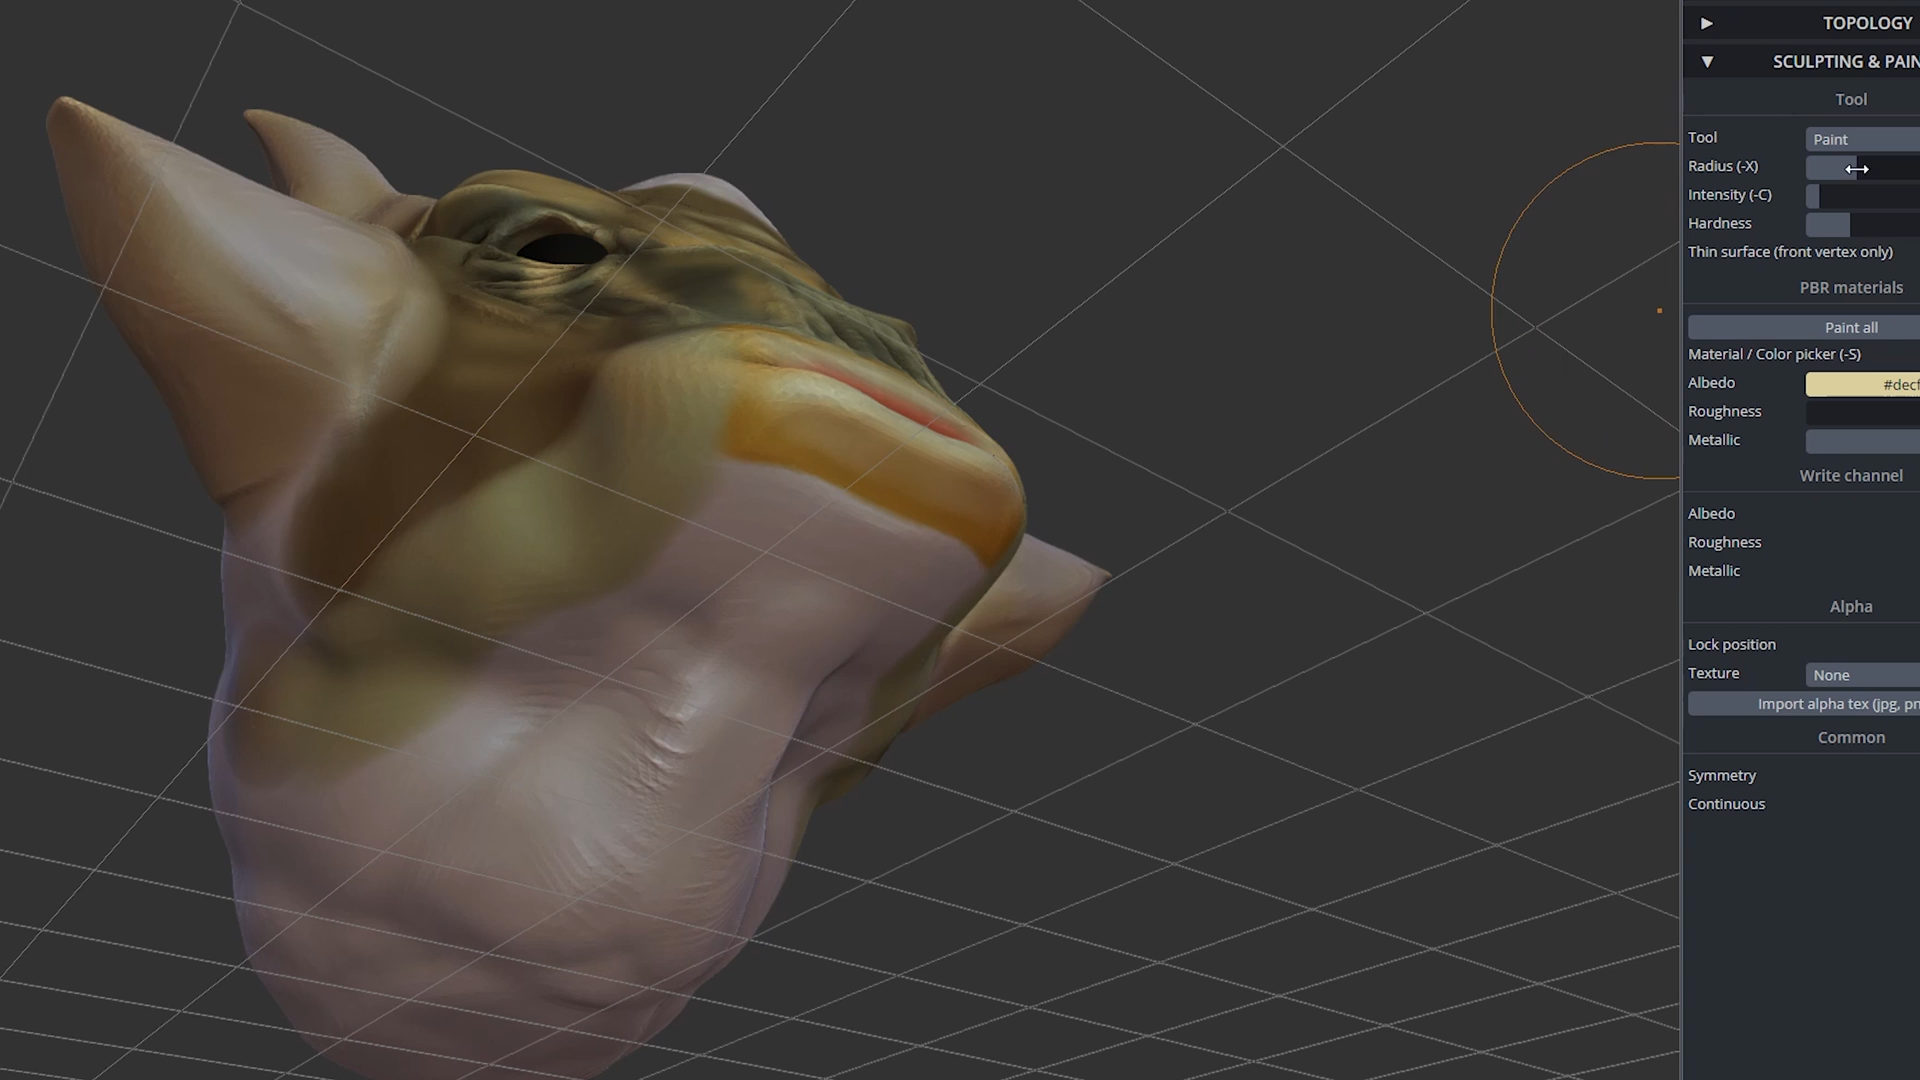 TOPOLOGY
SCULPTING & PAIN
Tool
Tool Paint
Radius (-X)
Intensity (-C)
Hardness
Thin surface (front vertex only)
PBR materials
Paint all
Material / Color picker (-S)
Albedo #decf
Roughness
Metallic
Write channel
Albedo
Roughness
Metallic
Alpha
Lock position
Texture None
Import alpha tex (jpg, pn
Common
Symmetry
Continuous